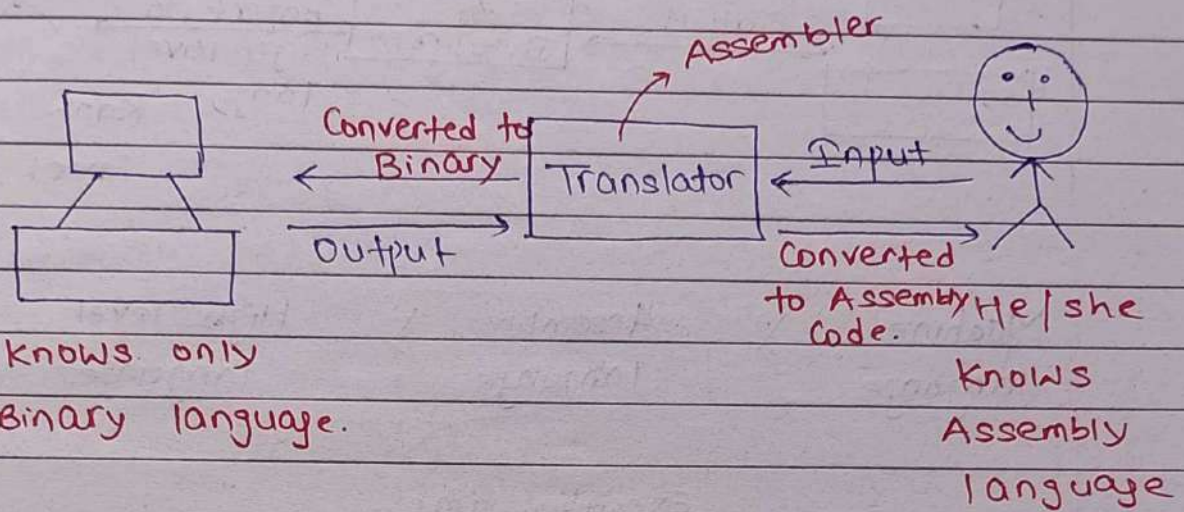 Assembler
Converted to
Binary
Translator
Input
Output
Converted
to Assembly
Code.
Knows only
Binary language.
He/she
Knows
Assembly
language